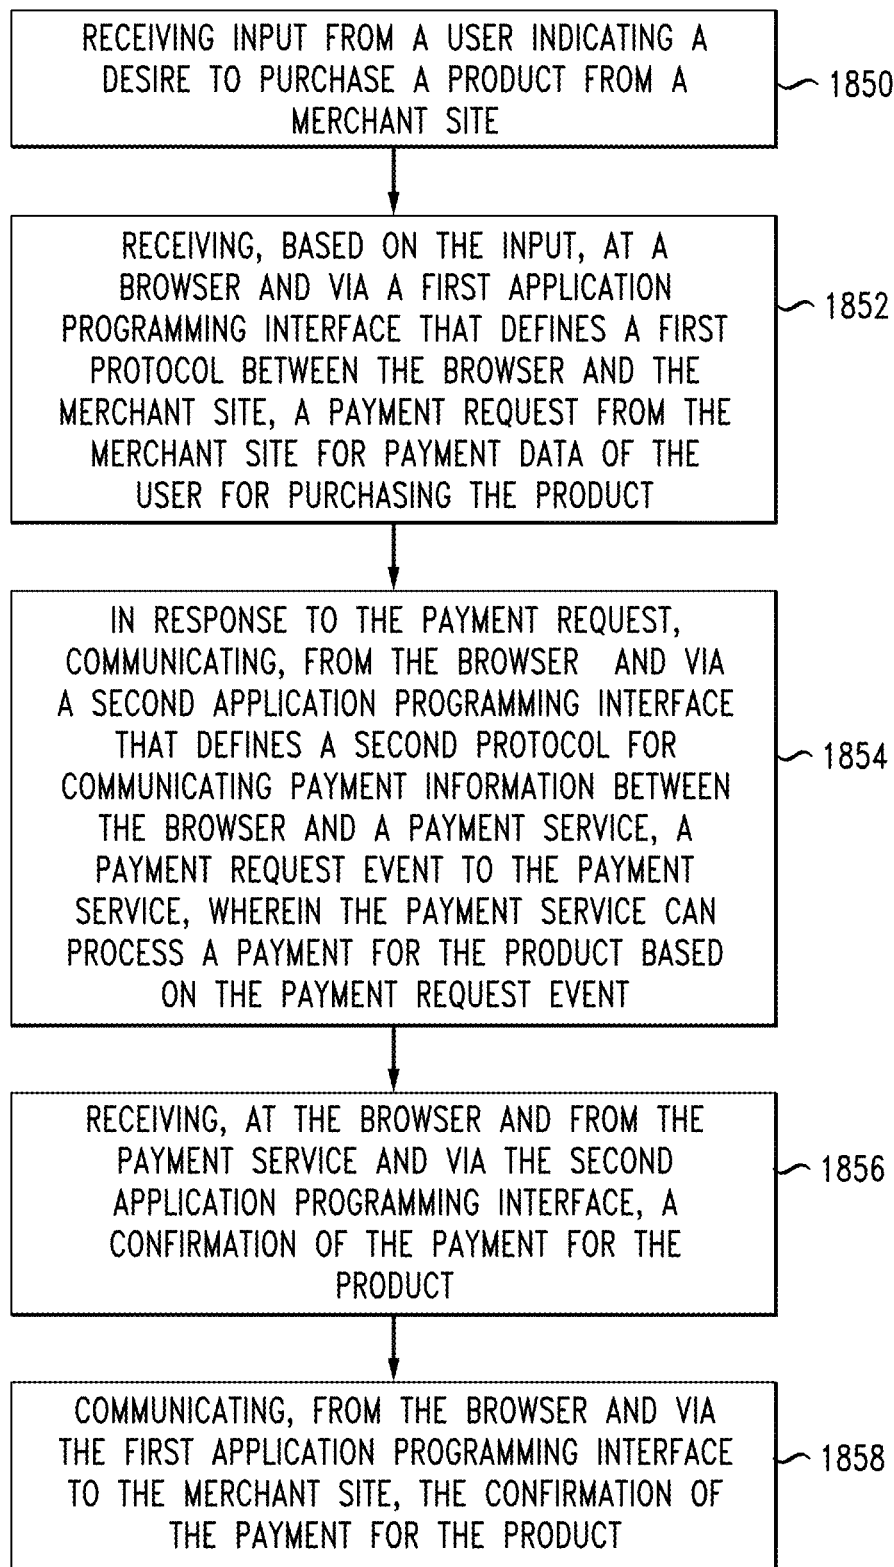 RECEIVING INPUT FROM A USER INDICATING A
DESIRE TO PURCHASE A PRODUCT FROM A
MERCHANT SITE
1850
RECEIVING, BASED ON THE INPUT, AT A
BROWSER AND VIA A FIRST APPLICATION
PROGRAMMING INTERFACE THAT DEFINES A FIRST
PROTOCOL BETWEEN THE BROWSER AND THE
MERCHANT SITE, A PAYMENT REQUEST FROM THE
MERCHANT SITE FOR PAYMENT DATA OF THE
USER FOR PURCHASING THE PRODUCT
1852
IN RESPONSE TO THE PAYMENT REQUEST,
COMMUNICATING, FROM THE BROWSER AND VIA
A SECOND APPLICATION PROGRAMMING INTERFACE
THAT DEFINES A SECOND PROTOCOL FOR
COMMUNICATING PAYMENT INFORMATION BETWEEN
THE BROWSER AND A PAYMENT SERVICE, A
PAYMENT REQUEST EVENT TO THE PAYMENT
SERVICE, WHEREIN THE PAYMENT SERVICE CAN
PROCESS A PAYMENT FOR THE PRODUCT BASED
ON THE PAYMENT REQUEST EVENT
1854
RECEIVING, AT THE BROWSER AND FROM THE
PAYMENT SERVICE AND VIA THE SECOND
APPLICATION PROGRAMMING INTERFACE, A
CONFIRMATION OF THE PAYMENT FOR THE
PRODUCT
1856
COMMUNICATING, FROM THE BROWSER AND VIA
THE FIRST APPLICATION PROGRAMMING INTERFACE
TO THE MERCHANT SITE, THE CONFIRMATION OF
THE PAYMENT FOR THE PRODUCT
1858